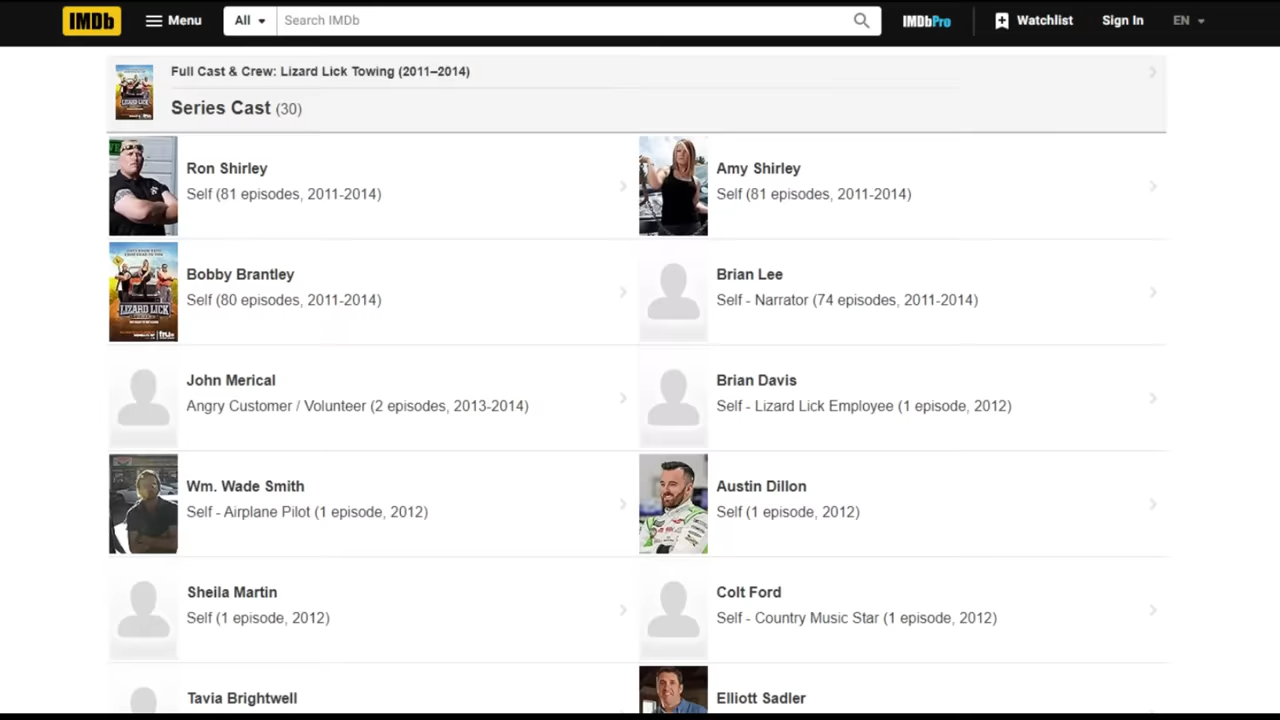 IMDb Menu All Search IMDb IMDbPro Watchlist Sign In EN
Full Cast & Crew: Lizard Lick Towing (2011–2014)
Series Cast (30)
Ron Shirley
Self (81 episodes, 2011-2014)
Amy Shirley
Self (81 episodes, 2011-2014)
Bobby Brantley
Self (80 episodes, 2011-2014)
LIZARD LICK
Brian Lee
Self - Narrator (74 episodes, 2011-2014)
John Merical
Angry Customer / Volunteer (2 episodes, 2013-2014)
Brian Davis
Self - Lizard Lick Employee (1 episode, 2012)
Wm. Wade Smith
Self - Airplane Pilot (1 episode, 2012)
Austin Dillon
Self (1 episode, 2012)
Sheila Martin
Self (1 episode, 2012)
Colt Ford
Self - Country Music Star (1 episode, 2012)
Tavia Brightwell
Elliott Sadler